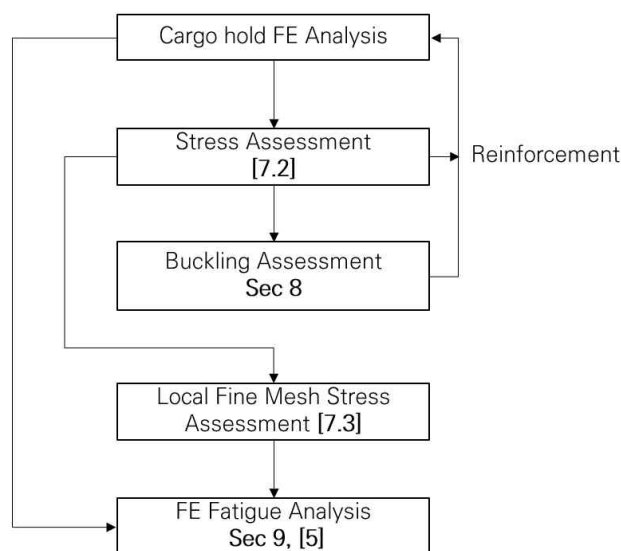 Cargo hold FE Analysis
Stress Assessment
[7.2]
Reinforcement
Buckling Assessment
Sec 8
Local Fine Mesh Stress
Assessment [7.3]
FE Fatigue Analysis
Sec 9, [5]